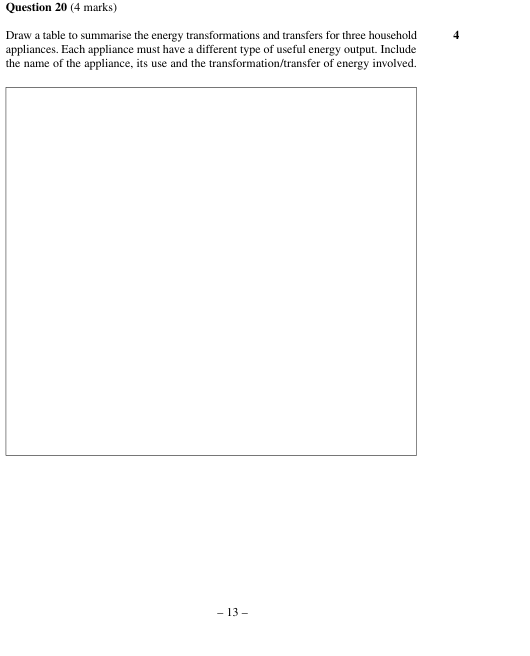 Question 20 (4 marks)
Draw a table to summarise the energy transformations and transfers for three household 4
appliances. Each appliance must have a different type of useful energy output. Include
the name of the appliance, its use and the transformation/transfer of energy involved.
– 13 –